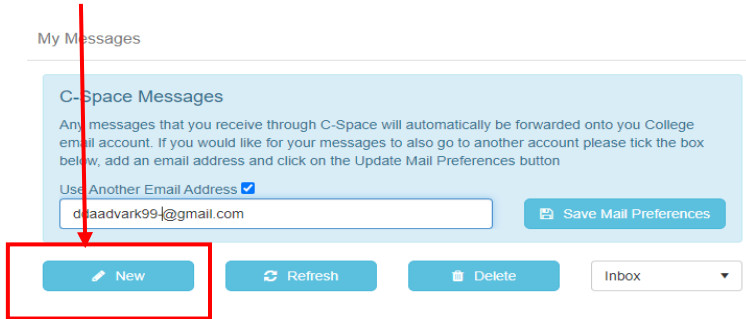 My Messages
C-Space Messages
Any messages that you receive through C-Space will automatically be forwarded onto you College
email account. If you would like for your messages to also go to another account please tick the box
below, add an email address and click on the Update Mail Preferences button
Use Another Email Address
ddaadvark99-@gmail.com
Save Mail Preferences
New
Refresh
Delete
Inbox